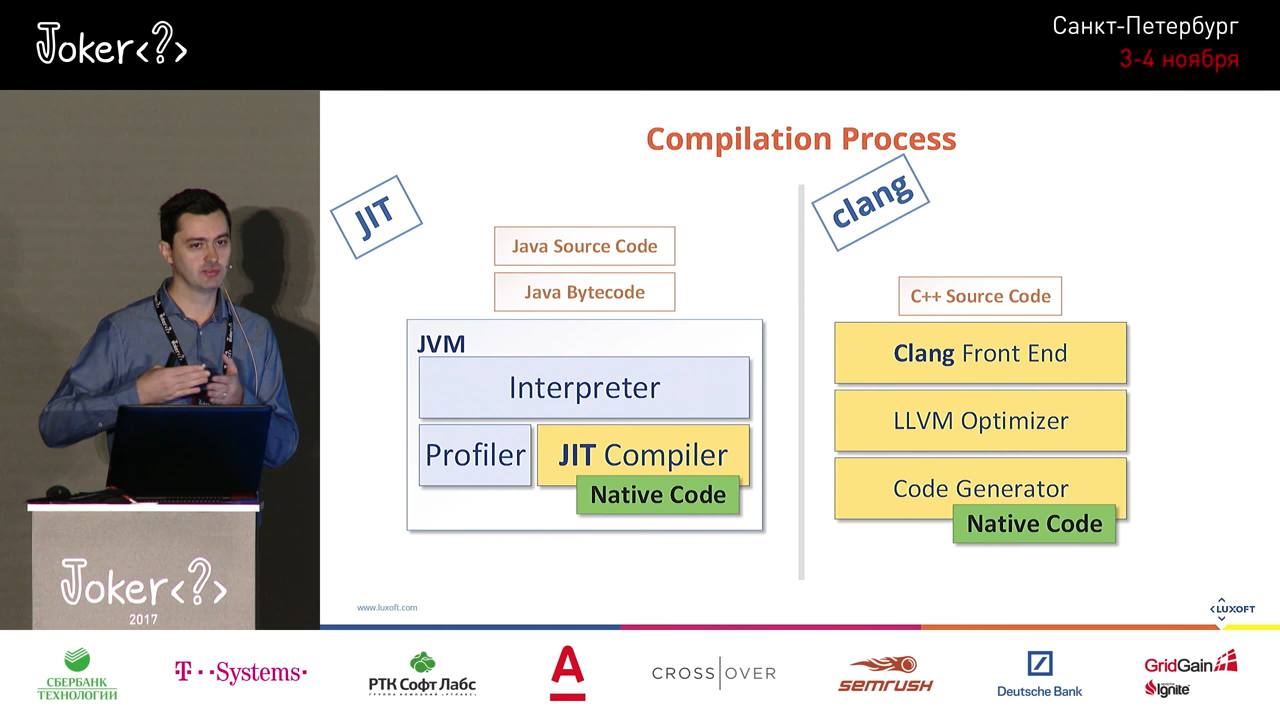 Joker<?>
Санкт-Петербург
3-4 ноября
Compilation Process
JIT
Java Source Code
Java Bytecode
JVM
Interpreter
Profiler
JIT Compiler
Native Code
clang
C++ Source Code
Clang Front End
LLVM Optimizer
Code Generator
Native Code
www.luxoft.com
LUXOFT
Joker<?>
2017
СБЕРБАНК
ТЕХНОЛОГИИ
T··Systems·
РТК Софт Лабс
A
CROSSOVER
semrush
Deutsche Bank
GridGain
Ignite